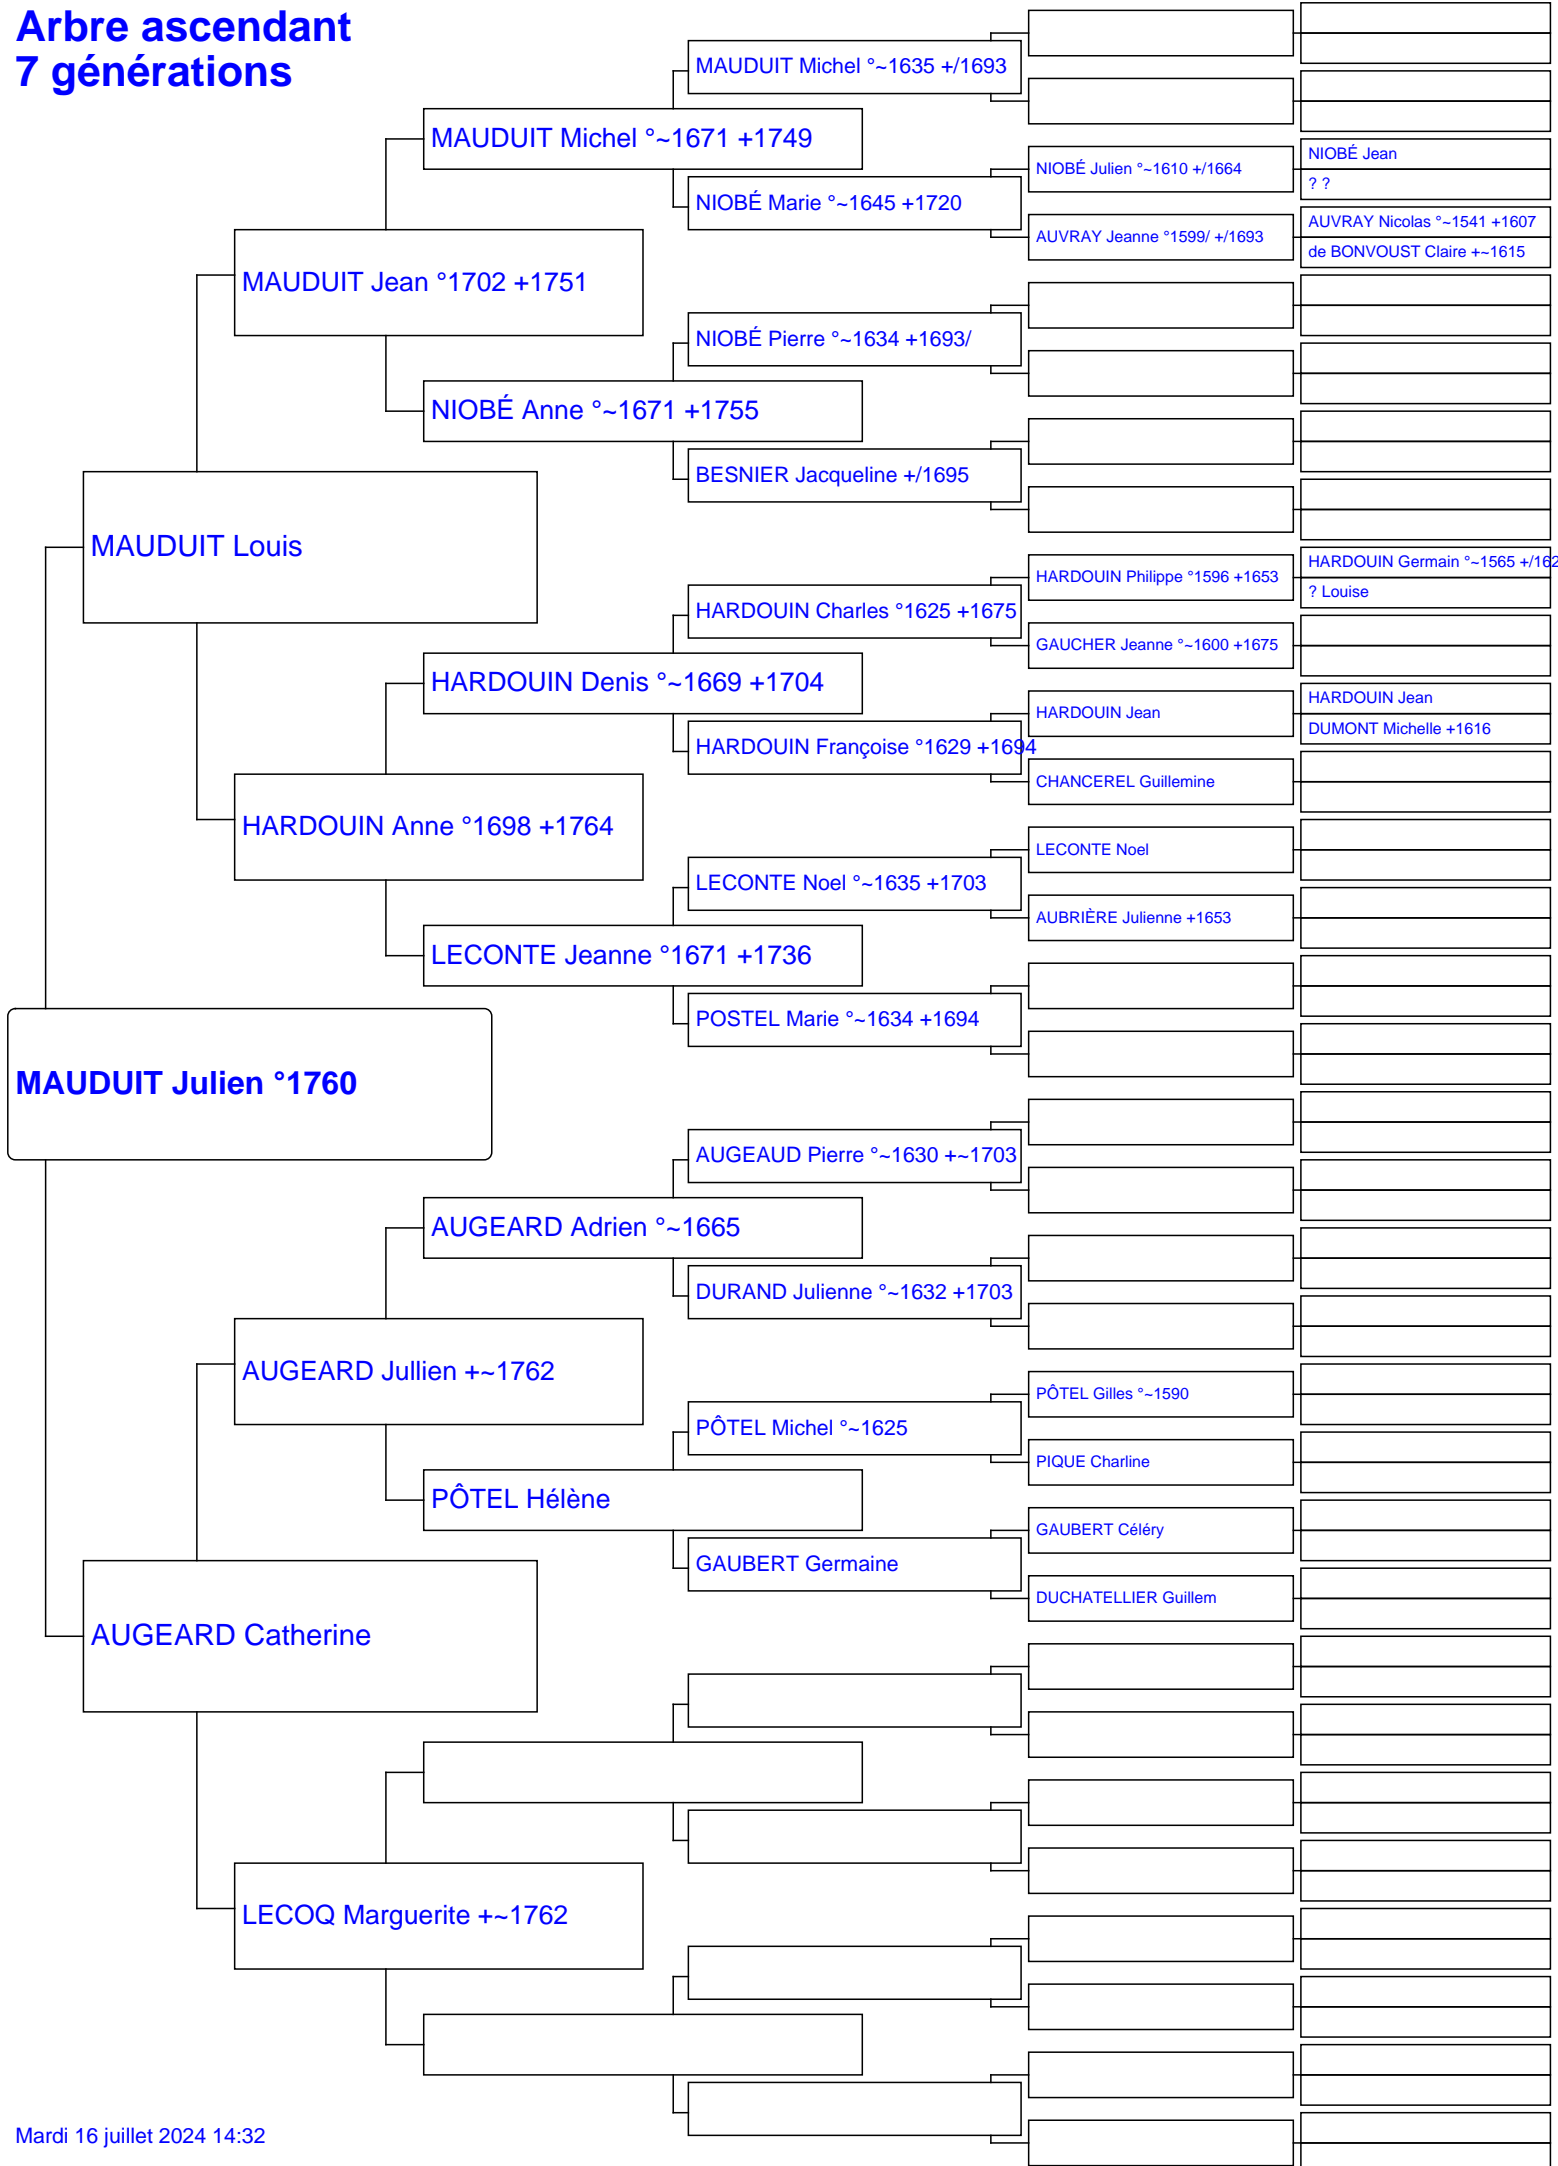 Arbre ascendant
7 générations
MAUDUIT Julien °1760
MAUDUIT Louis
AUGEARD Catherine
MAUDUIT Jean °1702 +1751
HARDOUIN Anne °1698 +1764
AUGEARD Jullien +~1762
LECOQ Marguerite +~1762
MAUDUIT Michel °~1671 +1749
NIOBÉ Anne °~1671 +1755
HARDOUIN Denis °~1669 +1704
LECONTE Jeanne °1671 +1736
AUGEARD Adrien °~1665
PÔTEL Hélène
MAUDUIT Michel °~1635 +/1693
NIOBÉ Marie °~1645 +1720
NIOBÉ Pierre °~1634 +1693/
BESNIER Jacqueline +/1695
HARDOUIN Charles °1625 +1675
HARDOUIN Françoise °1629 +1694
LECONTE Noel °~1635 +1703
POSTEL Marie °~1634 +1694
AUGEAUD Pierre °~1630 +~1703
DURAND Julienne °~1632 +1703
PÔTEL Michel °~1625
GAUBERT Germaine
NIOBÉ Julien °~1610 +/1664
AUVRAY Jeanne °1599/ +/1693
HARDOUIN Philippe °1596 +1653
GAUCHER Jeanne °~1600 +1675
HARDOUIN Jean
CHANCEREL Guillemine
LECONTE Noel
AUBRIÈRE Julienne +1653
PÔTEL Gilles °~1590
PIQUE Charline
GAUBERT Céléry
DUCHATELLIER Guillem
NIOBÉ Jean
? ?
AUVRAY Nicolas °~1541 +1607
de BONVOUST Claire +~1615
HARDOUIN Germain °~1565 +/162
? Louise
HARDOUIN Jean
DUMONT Michelle +1616
Mardi 16 juillet 2024 14:32